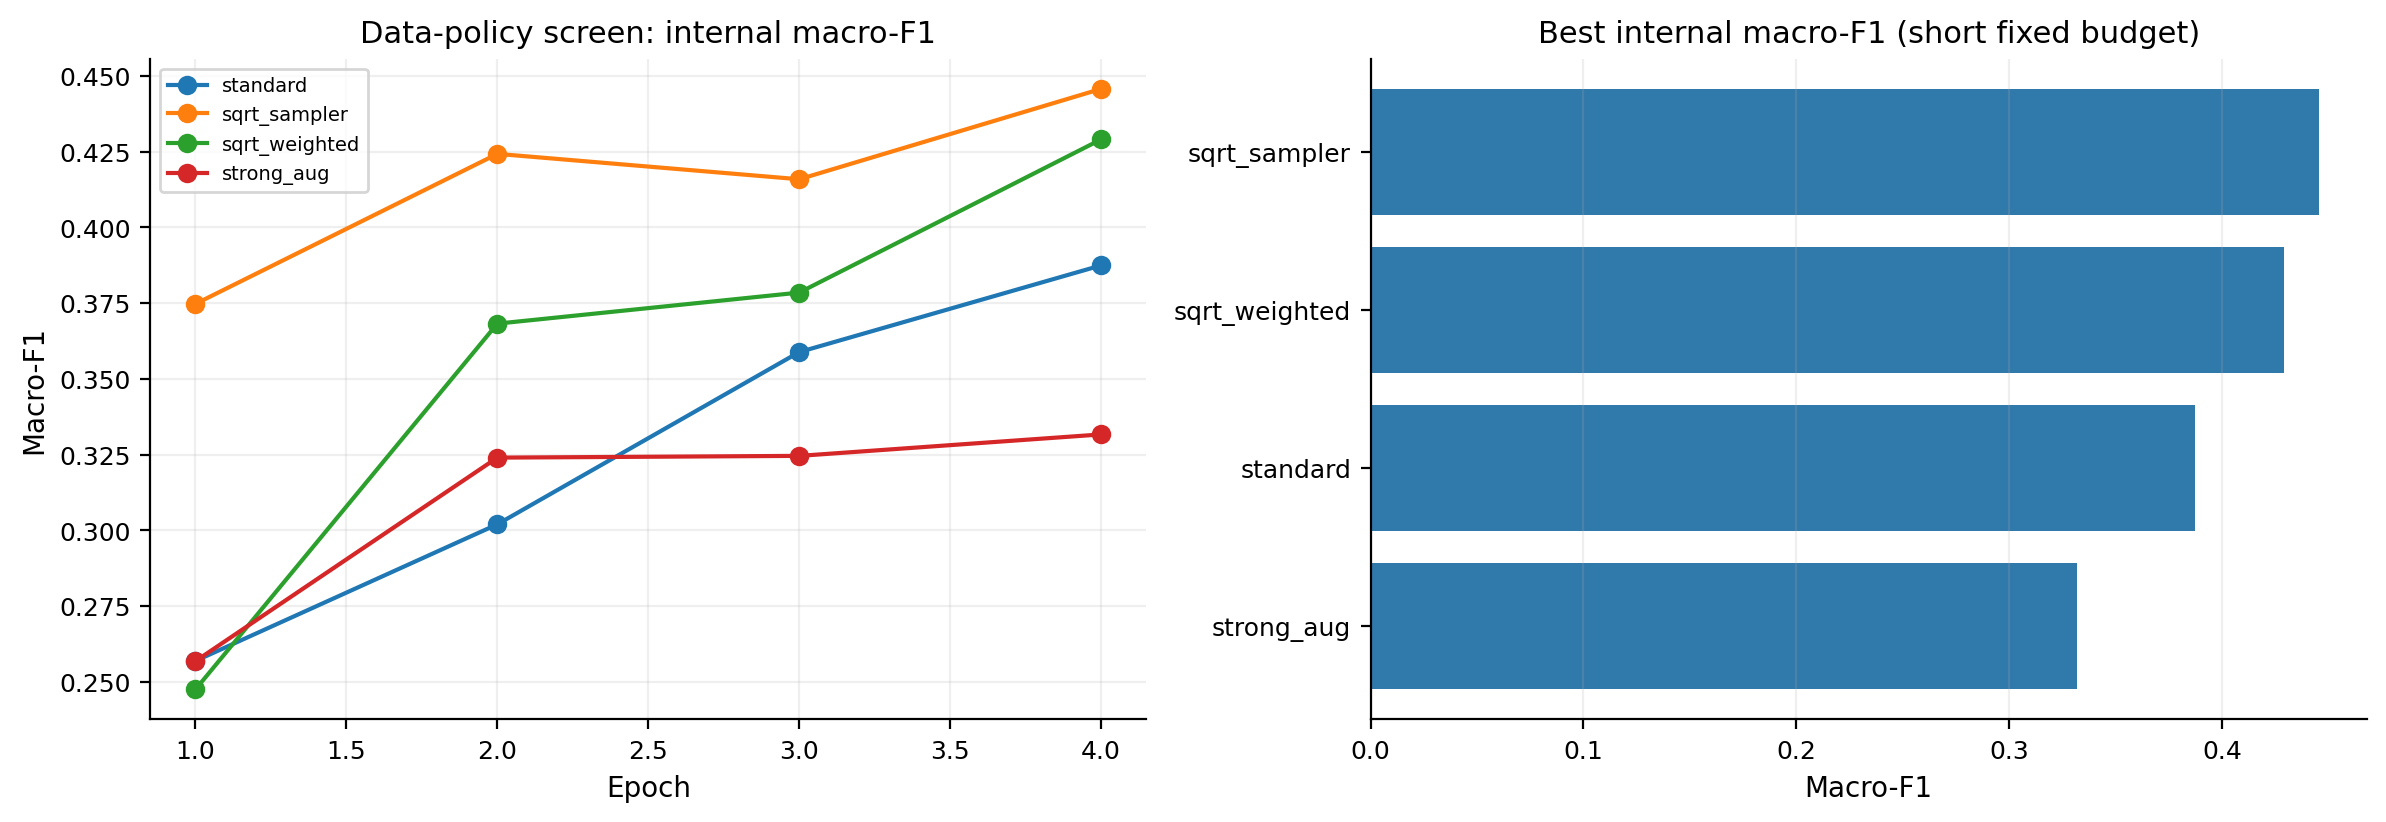 Data-policy screen: internal macro-F1
standard
sqrt_sampler
sqrt_weighted
strong_aug
Macro-F1
0.450
0.425
0.400
0.375
0.350
0.325
0.300
0.275
0.250
1.0 1.5 2.0 2.5 3.0 3.5 4.0
Epoch
Best internal macro-F1 (short fixed budget)
sqrt_sampler
sqrt_weighted
standard
strong_aug
0.0 0.1 0.2 0.3 0.4
Macro-F1